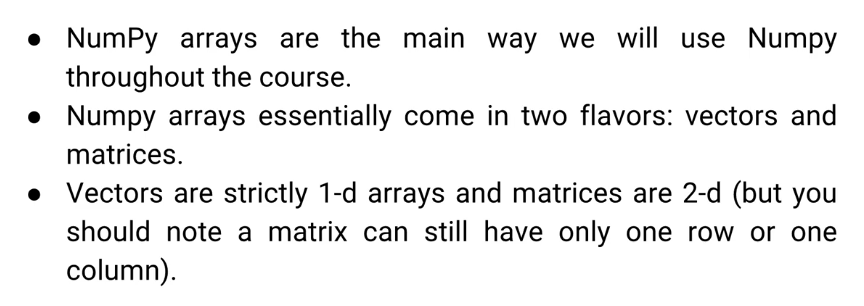 ● NumPy arrays are the main way we will use Numpy
throughout the course.
● Numpy arrays essentially come in two flavors: vectors and
matrices.
● Vectors are strictly 1-d arrays and matrices are 2-d (but you
should note a matrix can still have only one row or one
column).